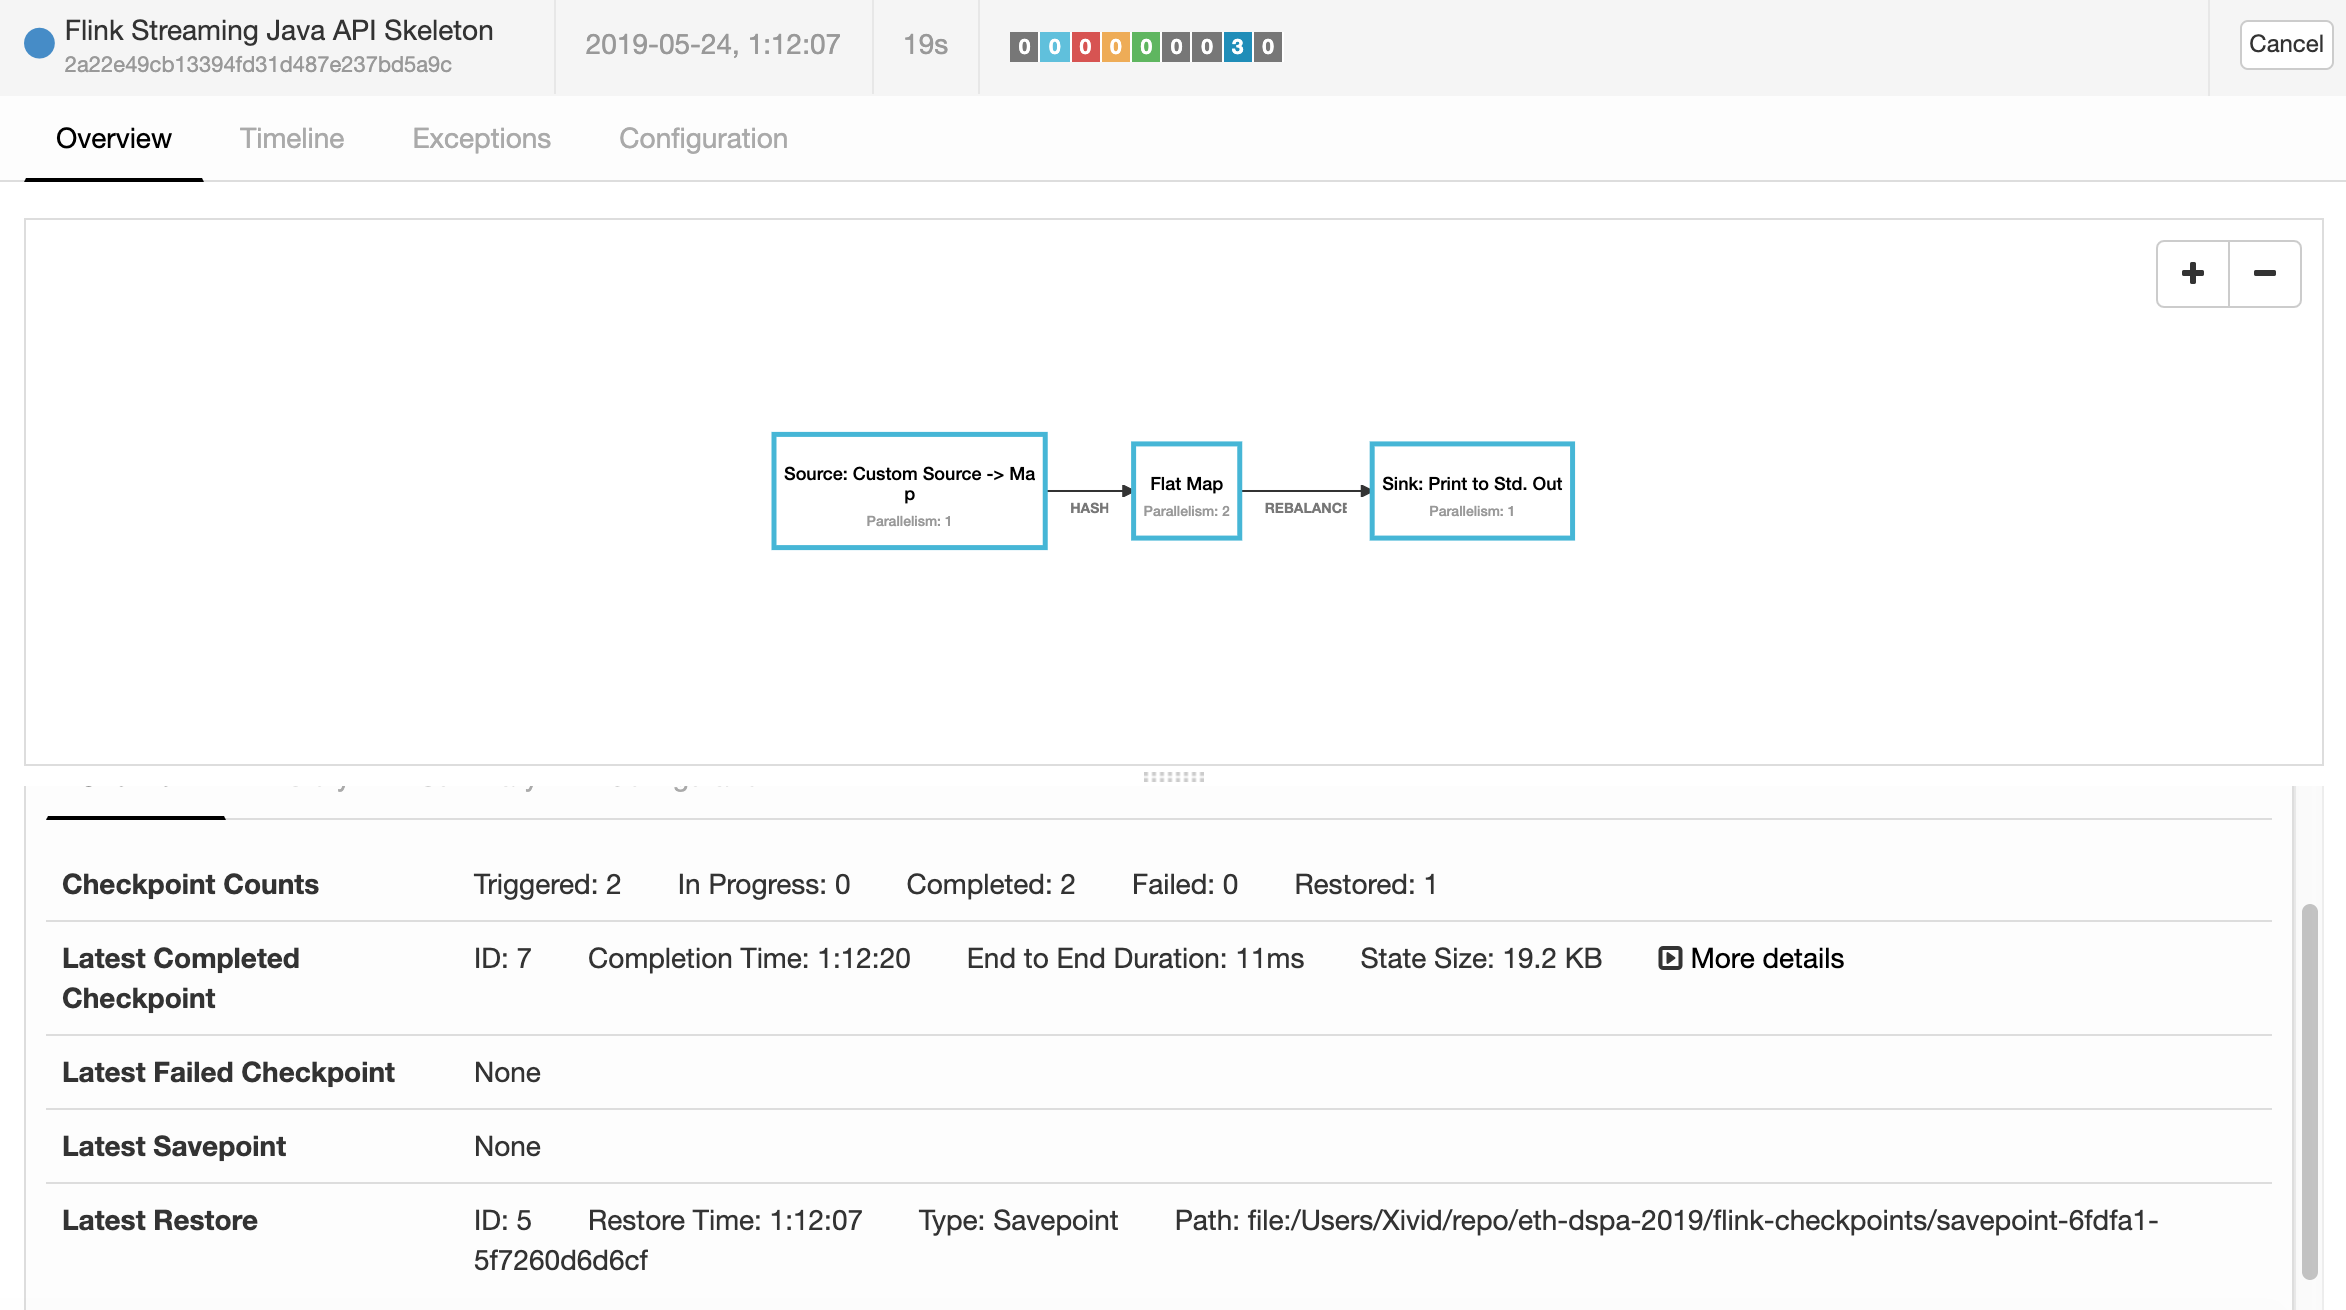 Flink Streaming Java API Skeleton
2a22e49cb13394fd31d487e237bd5a9c
2019-05-24, 1:12:07
19s
0 0 0 0 0 0 0 3 0
Cancel
Overview Timeline Exceptions Configuration
+ −
Source: Custom Source -> Ma
p
Parallelism: 1
HASH
Flat Map
Parallelism: 2
REBALANCE
Sink: Print to Std. Out
Parallelism: 1
Checkpoint Counts Triggered: 2 In Progress: 0 Completed: 2 Failed: 0 Restored: 1
Latest Completed
Checkpoint
ID: 7 Completion Time: 1:12:20 End to End Duration: 11ms State Size: 19.2 KB More details
Latest Failed Checkpoint None
Latest Savepoint None
Latest Restore ID: 5 Restore Time: 1:12:07 Type: Savepoint Path: file:/Users/Xivid/repo/eth-dspa-2019/flink-checkpoints/savepoint-6fdfa1-
5f7260d6d6cf